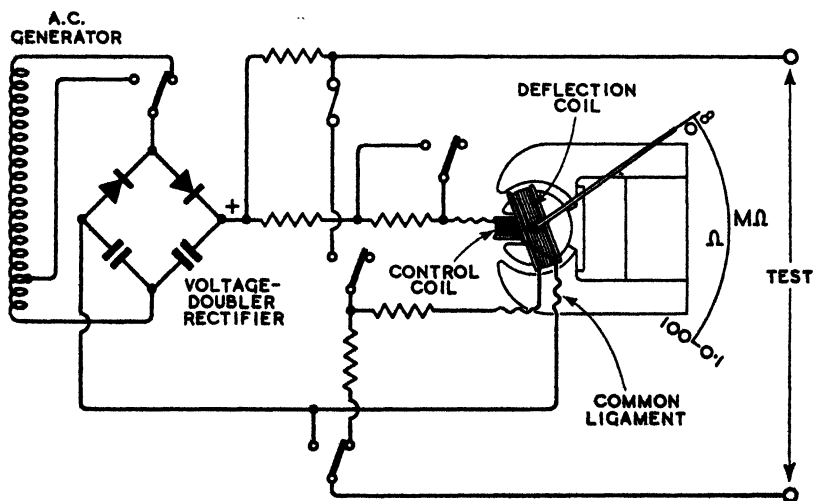 A.C.
GENERATOR
+
VOLTAGE-
DOUBLER
RECTIFIER
DEFLECTION
COIL
CONTROL
COIL
COMMON
LIGAMENT
0 ∞
Ω MΩ
100 0.1
TEST